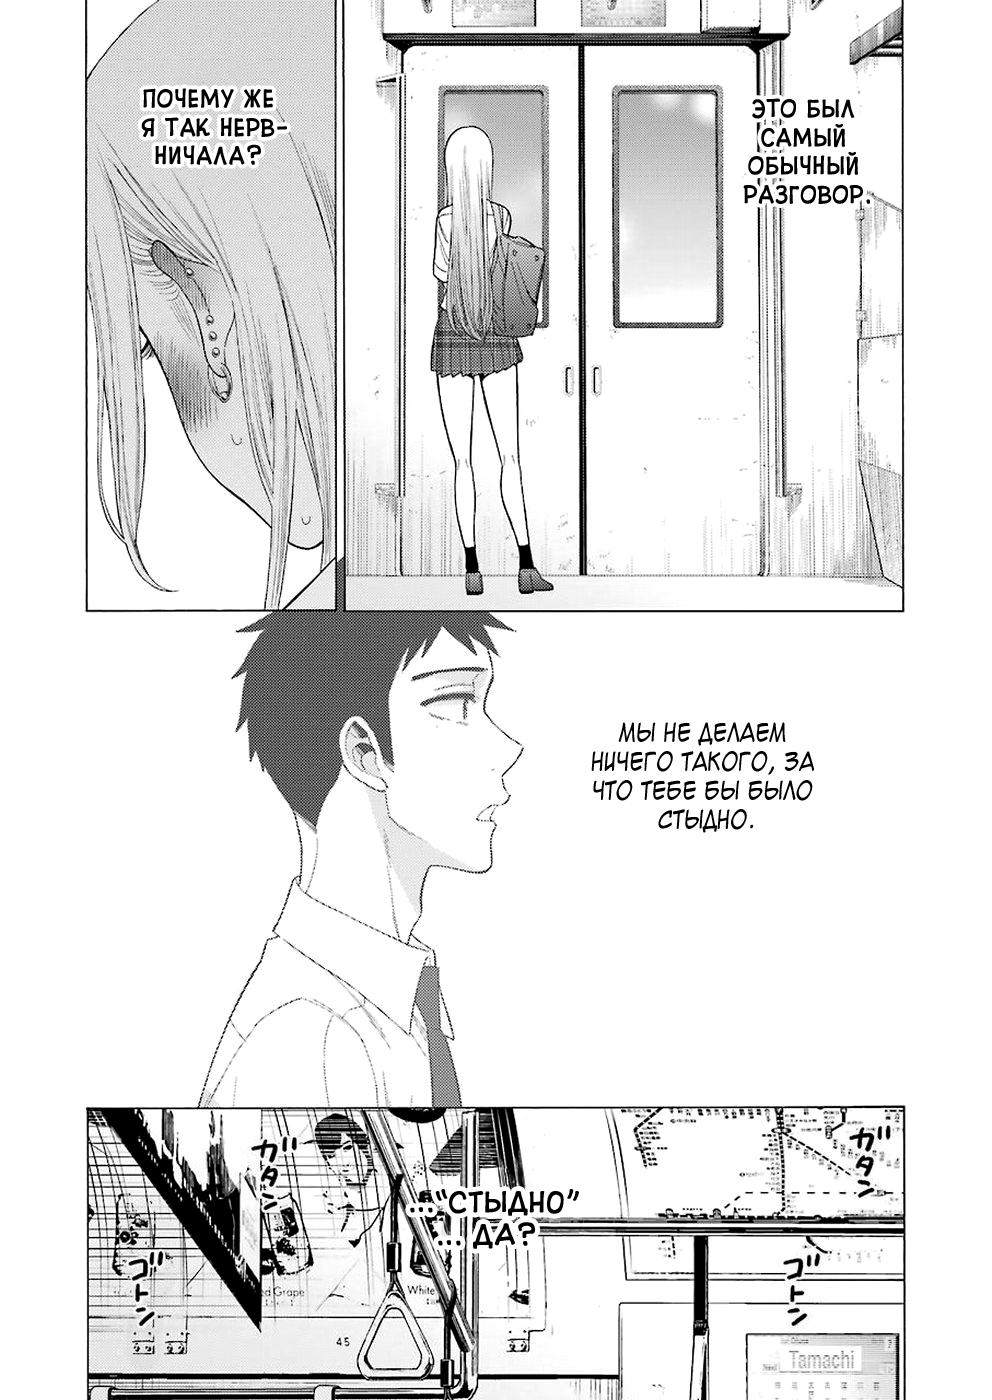 ЭТО БЫЛ
САМЫЙ
ОБЫЧНЫЙ
РАЗГОВОР.
ПОЧЕМУ ЖЕ
Я ТАК НЕРВ-
НИЧАЛА?
МЫ НЕ ДЕЛАЕМ
НИЧЕГО ТАКОГО, ЗА
ЧТО ТЕБЕ БЫ БЫЛО
СТЫДНО.
ガタン
ガタン
... "СТЫДНО"
... ДА?
ゴトン
ゴトン
Grape
White
45
Tamachi